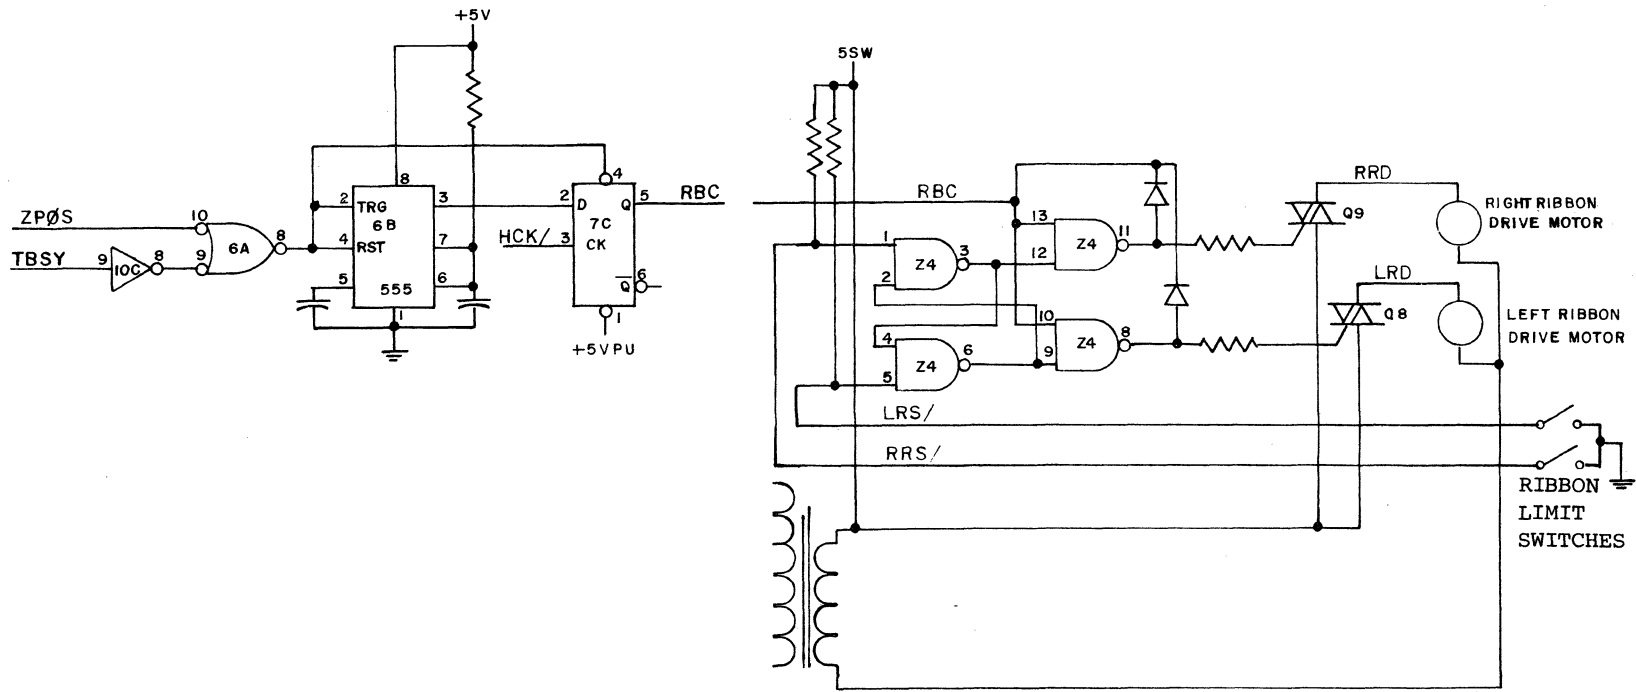 +5V
5SW
8
4
2 TRG 3 2 D Q 5 RBC
6B 7C
ZPØS 10
6A 8
4 RST 7
HCK/ 3 CK
TBSY 9 10C 8 9
5 555 6
Q 6
1
1
+5VPU
RBC
RRD
RIGHT RIBBON
DRIVE MOTOR
Q9
13
Z4 11
12
1
Z4 3
2
LRD
LEFT RIBBON
DRIVE MOTOR
Q8
10
Z4 8
9
4
Z4 6
5
LRS/
RRS/
RIBBON
LIMIT
SWITCHES